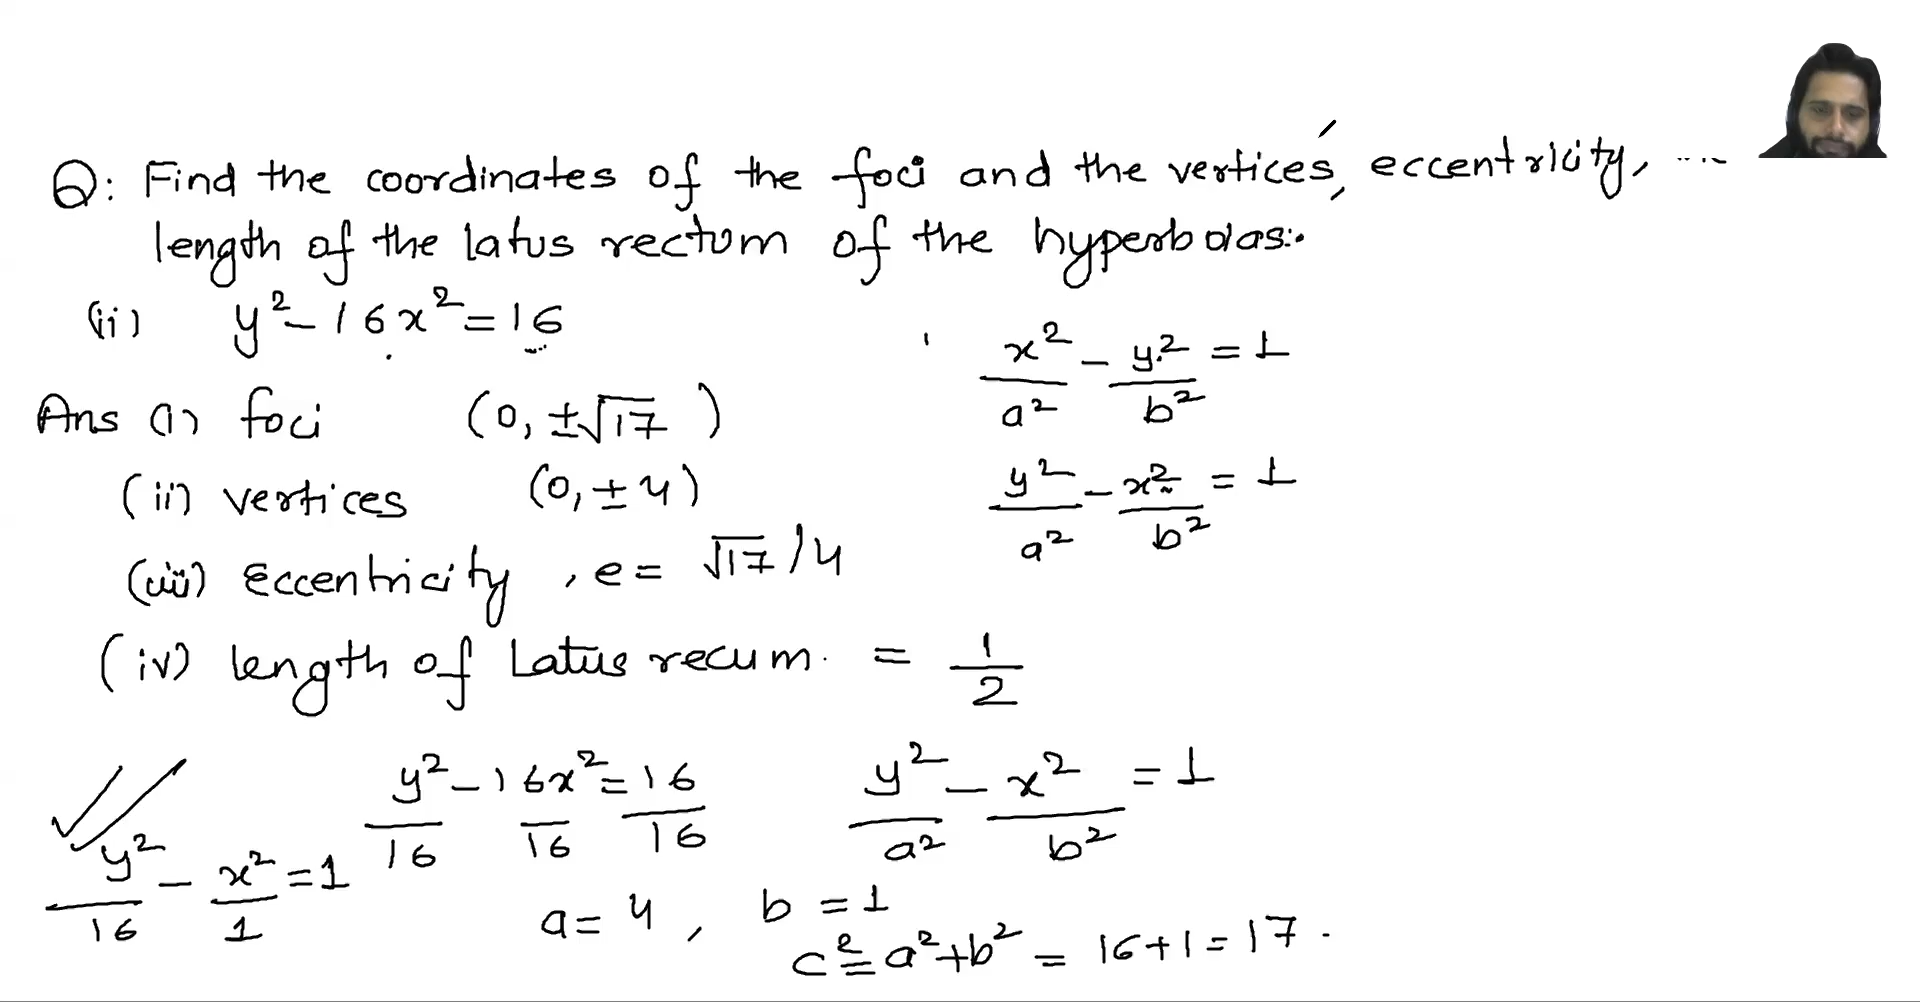 Q: Find the coordinates of the foci and the vertices, eccentricity,
length of the latus rectum of the hyperbolas:
(ii) y² - 16x² = 16
x²/a² - y²/b² = 1
Ans (i) foci (0, ±√17)
y²/a² - x²/b² = 1
(ii) vertices (0, ±4)
(iii) Eccentricity, e = √17/4
(iv) length of Latus recum. = 1/2
y²/16 - 16x²/16 = 16/16
y²/a² - x²/b² = 1
y²/16 - x²/1 = 1
a = 4, b = 1
c² = a² + b² = 16 + 1 = 17.